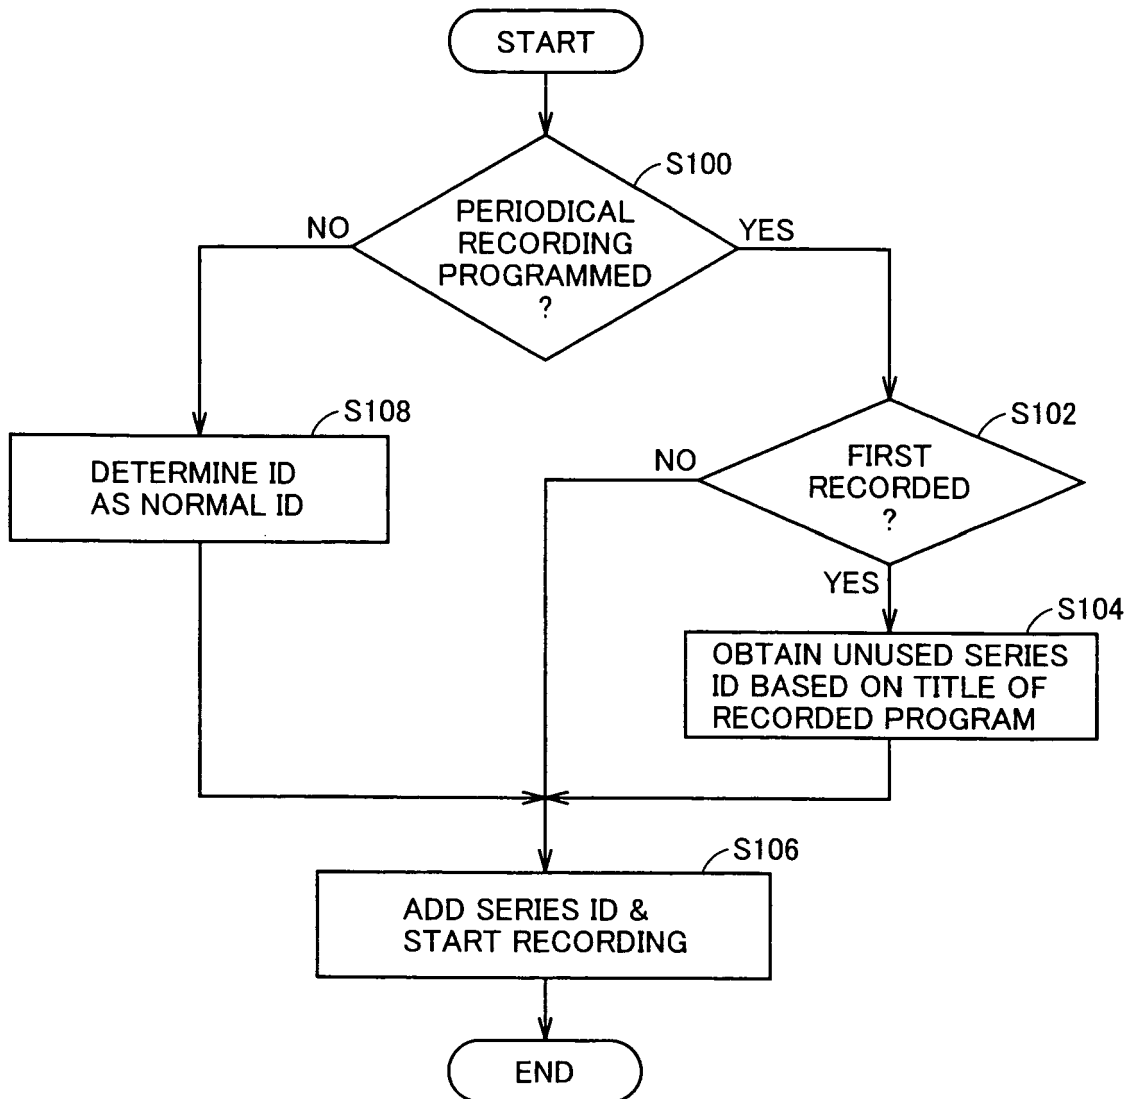 START
S100
PERIODICAL
RECORDING
PROGRAMMED
?
NO
YES
S108
DETERMINE ID
AS NORMAL ID
S102
FIRST
RECORDED
?
NO
YES
S104
OBTAIN UNUSED SERIES
ID BASED ON TITLE OF
RECORDED PROGRAM
S106
ADD SERIES ID &
START RECORDING
END